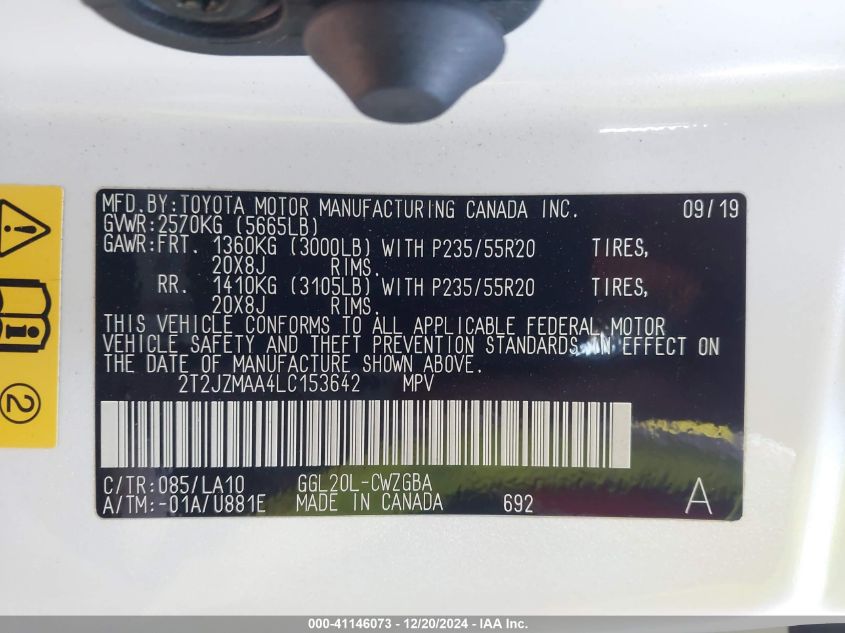 MFD.BY:TOYOTA MOTOR MANUFACTURING CANADA INC. 09/19
GVWR:2570KG (5665LB)
GAWR:FRT. 1360KG (3000LB) WITH P235/55R20 TIRES,
20X8J RIMS.
RR. 1410KG (3105LB) WITH P235/55R20 TIRES,
20X8J RIMS.
THIS VEHICLE CONFORMS TO ALL APPLICABLE FEDERAL MOTOR
VEHICLE SAFETY AND THEFT PREVENTION STANDARDS IN EFFECT ON
THE DATE OF MANUFACTURE SHOWN ABOVE.
2T2JZMAA4LC153642 MPV
C/TR:085/LA10 GGL20L-CWZGBA
A/TM:-01A/U881E MADE IN CANADA 692 A
2
000-41146073 - 12/20/2024 - IAA Inc.